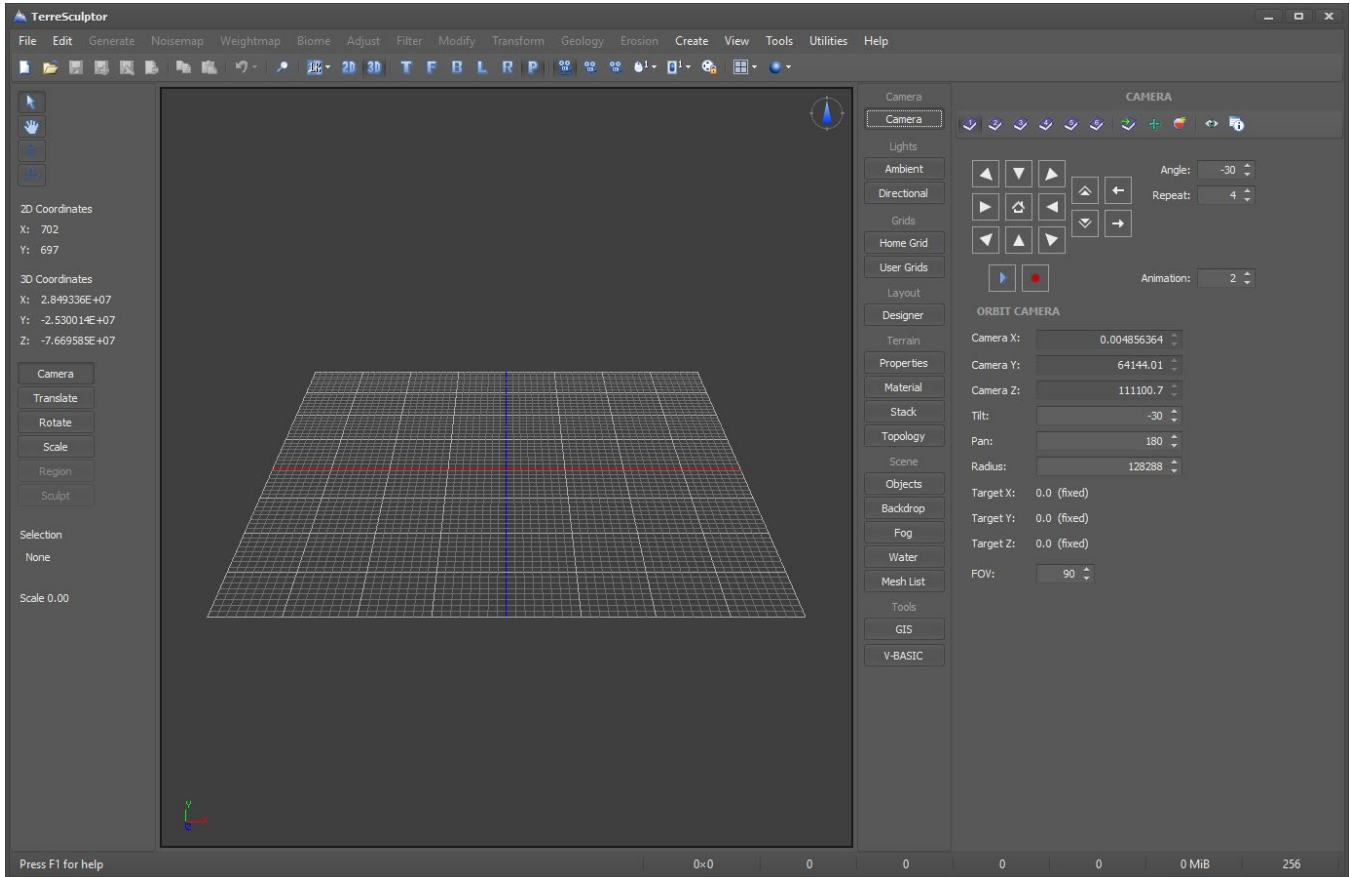 TerreSculptor
File Edit Generate Noisemap Weightmap Biome Adjust Filter Modify Transform Geology Erosion Create View Tools Utilities Help
2D 3D T F B L R P
2D Coordinates
X: 702
Y: 697
3D Coordinates
X: 2.849336E+07
Y: -2.530014E+07
Z: -7.669585E+07
Camera
Translate
Rotate
Scale
Region
Sculpt
Selection
None
Scale 0.00
Y
Camera
Camera
Lights
Ambient
Directional
Grids
Home Grid
User Grids
Layout
Designer
Terrain
Properties
Material
Stack
Topology
Scene
Objects
Backdrop
Fog
Water
Mesh List
Tools
GIS
V-BASIC
CAMERA
1 2 3 4 5 6
Angle: -30
Repeat: 4
Animation: 2
ORBIT CAMERA
Camera X: 0.004856364
Camera Y: 64144.01
Camera Z: 111100.7
Tilt: -30
Pan: 180
Radius: 128288
Target X: 0.0 (fixed)
Target Y: 0.0 (fixed)
Target Z: 0.0 (fixed)
FOV: 90
Press F1 for help
0×0 0 0 0 0 0 MiB 256